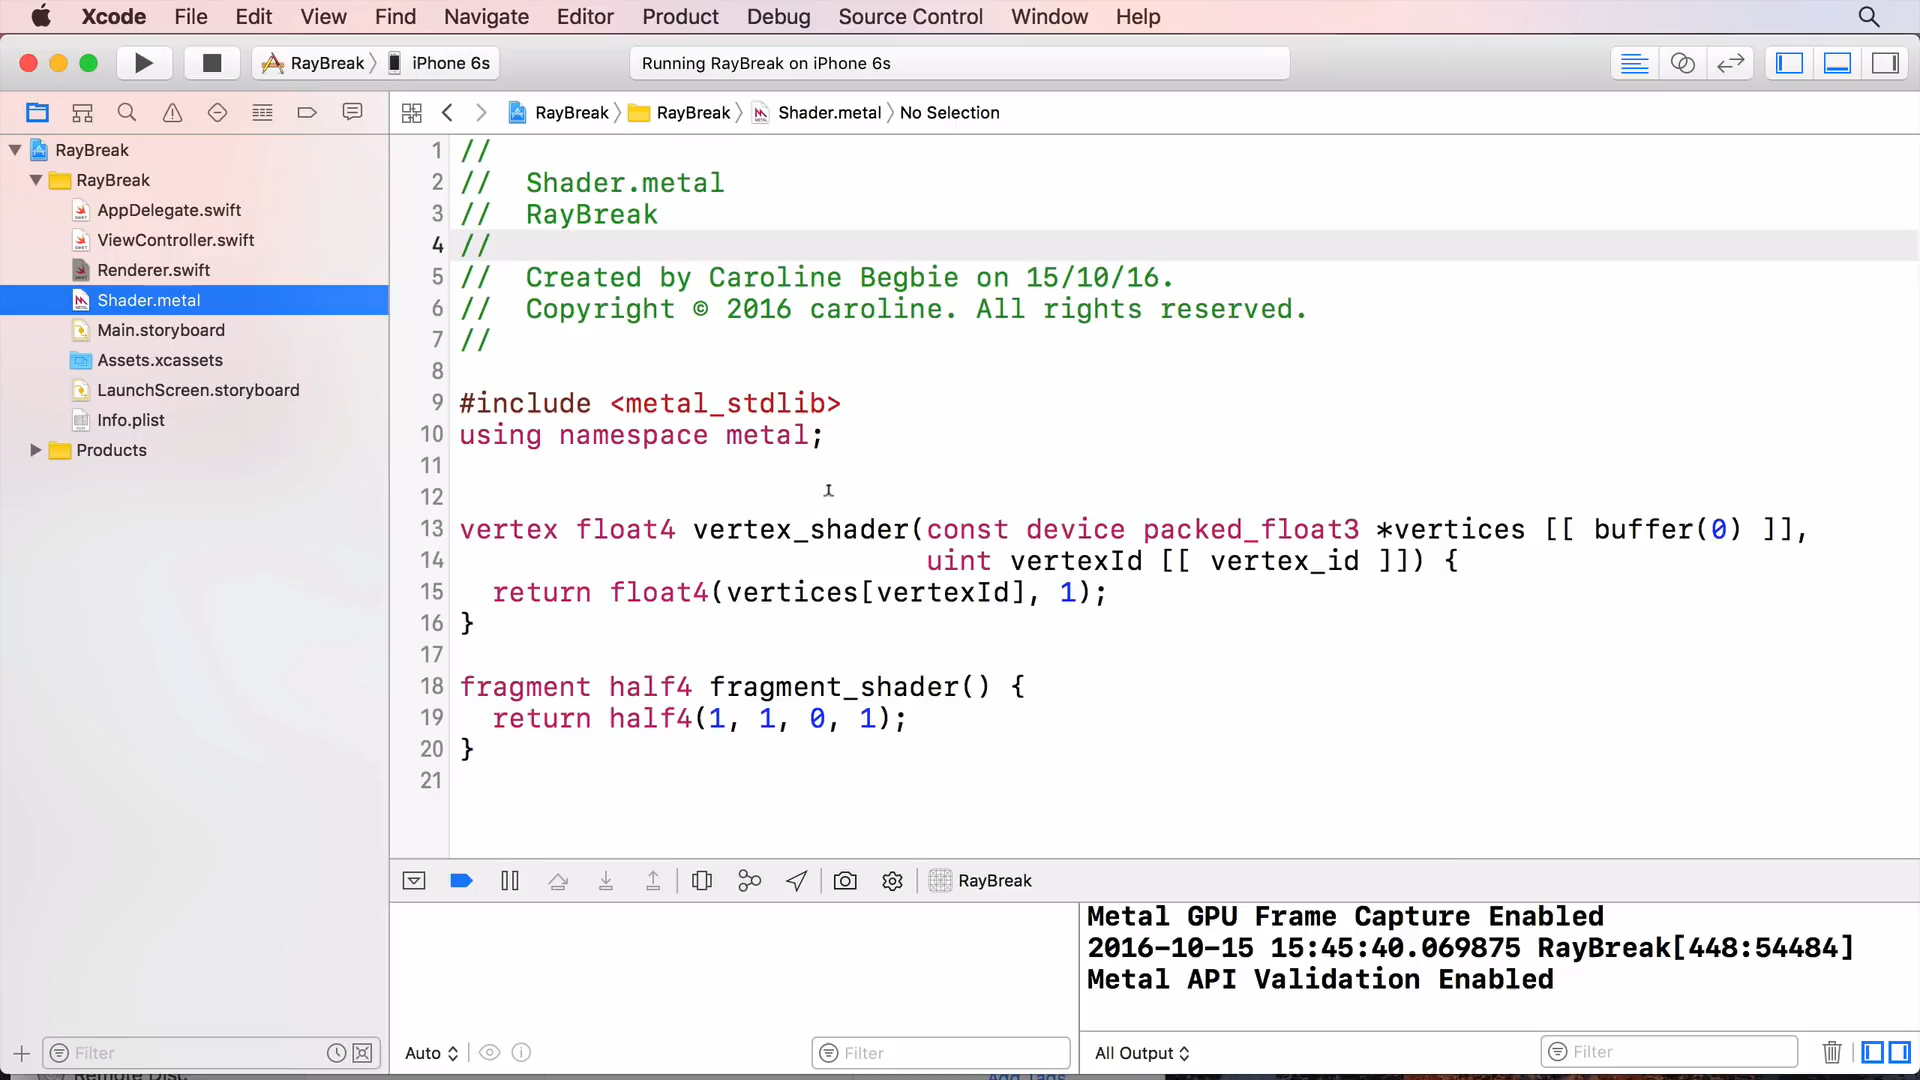 Xcode File Edit View Find Navigate Editor Product Debug Source Control Window Help
RayBreak iPhone 6s
Running RayBreak on iPhone 6s
RayBreak RayBreak Shader.metal No Selection
RayBreak
RayBreak
AppDelegate.swift
ViewController.swift
Renderer.swift
Shader.metal
Main.storyboard
Assets.xcassets
LaunchScreen.storyboard
Info.plist
Products
1 //
2 // Shader.metal
3 // RayBreak
4 //
5 // Created by Caroline Begbie on 15/10/16.
6 // Copyright © 2016 caroline. All rights reserved.
7 //
8
9 #include <metal_stdlib>
10 using namespace metal;
11
12
13 vertex float4 vertex_shader(const device packed_float3 *vertices [[ buffer(0) ]],
14 uint vertexId [[ vertex_id ]]) {
15 return float4(vertices[vertexId], 1);
16 }
17
18 fragment half4 fragment_shader() {
19 return half4(1, 1, 0, 1);
20 }
21
RayBreak
Metal GPU Frame Capture Enabled
2016-10-15 15:45:40.069875 RayBreak[448:54484]
Metal API Validation Enabled
Filter
Auto
Filter
All Output
Filter
Remote Disc
Add Tags